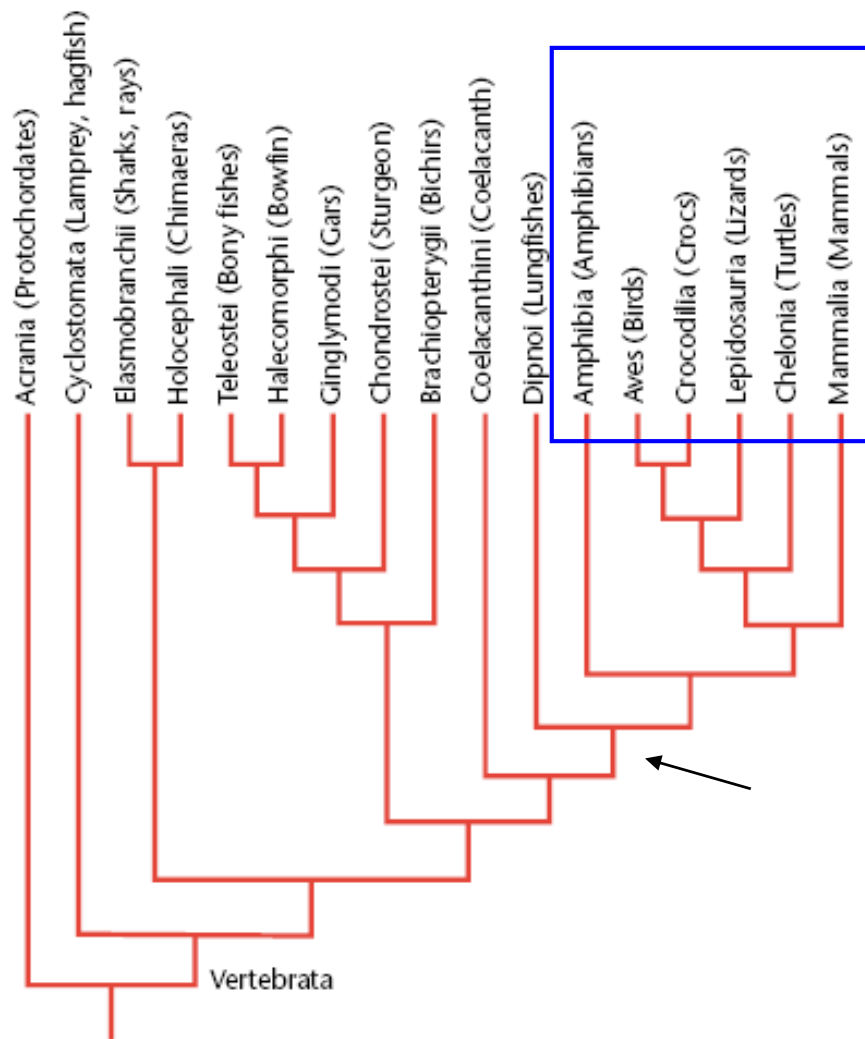 Acrania (Protochordates)
Cyclostomata (Lamprey, hagfish)
Elasmobranchii (Sharks, rays)
Holocephali (Chimaeras)
Teleostei (Bony fishes)
Halecomorphi (Bowfin)
Ginglymodi (Gars)
Chondrostei (Sturgeon)
Brachiopterygii (Bichirs)
Coelacanthini (Coelacanth)
Dipnoi (Lungfishes)
Amphibia (Amphibians)
Aves (Birds)
Crocodilia (Crocs)
Lepidosauria (Lizards)
Chelonia (Turtles)
Mammalia (Mammals)
Vertebrata